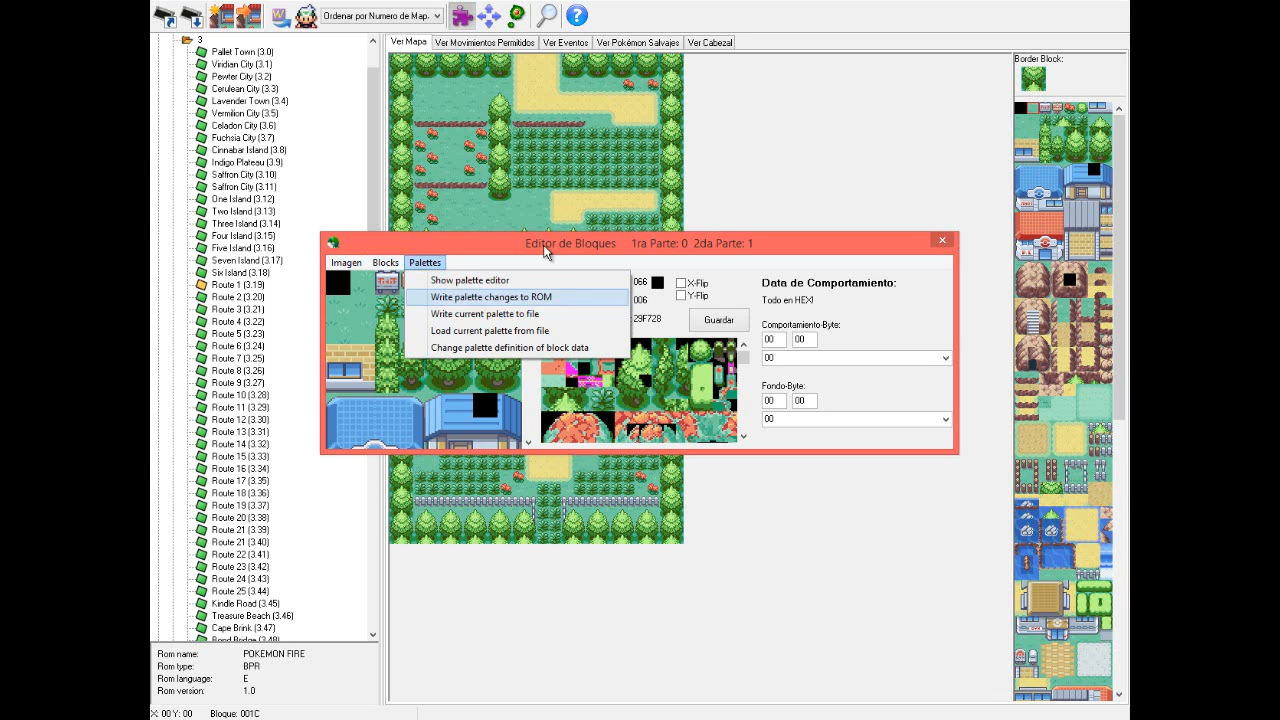 Ordenar por Numero de Map.
3
Pallet Town (3.0)
Viridian City (3.1)
Pewter City (3.2)
Cerulean City (3.3)
Lavender Town (3.4)
Vermilion City (3.5)
Celadon City (3.6)
Fuchsia City (3.7)
Cinnabar Island (3.8)
Indigo Plateau (3.9)
Saffron City (3.10)
Saffron City (3.11)
One Island (3.12)
Two Island (3.13)
Three Island (3.14)
Four Island (3.15)
Five Island (3.16)
Seven Island (3.17)
Six Island (3.18)
Route 1 (3.19)
Route 2 (3.20)
Route 3 (3.21)
Route 4 (3.22)
Route 5 (3.23)
Route 6 (3.24)
Route 7 (3.25)
Route 8 (3.26)
Route 9 (3.27)
Route 10 (3.28)
Route 11 (3.29)
Route 12 (3.30)
Route 13 (3.31)
Route 14 (3.32)
Route 15 (3.33)
Route 16 (3.34)
Route 17 (3.35)
Route 18 (3.36)
Route 19 (3.37)
Route 20 (3.38)
Route 21 (3.39)
Route 21 (3.40)
Route 22 (3.41)
Route 23 (3.42)
Route 24 (3.43)
Route 25 (3.44)
Kindle Road (3.45)
Treasure Beach (3.46)
Cape Brink (3.47)
Bond Bridge (3.48)
Rom name: POKEMON FIRE
Rom type: BPR
Rom language: E
Rom version: 1.0
X: 00 Y: 00 Bloque: 001C
Ver Mapa Ver Movimientos Permitidos Ver Eventos Ver Pokémon Salvajes Ver Cabezal
Border Block:
Editor de Bloques 1ra Parte: 0 2da Parte: 1
Imagen Blocks Palettes
Show palette editor
Write palette changes to ROM
Write current palette to file
Load current palette from file
Change palette definition of block data
066
006
29F728
X-Flip
Y-Flip
Guardar
Data de Comportamiento:
Todo en HEX!
Comportamiento-Byte:
00 00
00
Fondo-Byte:
00 00
00